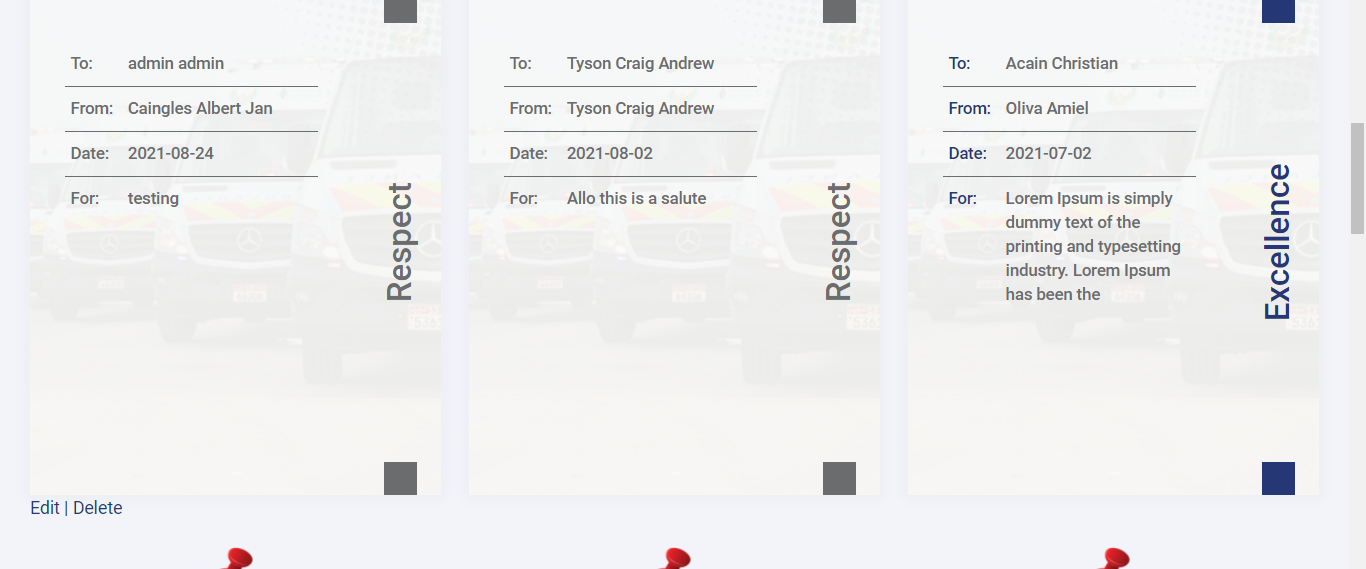 To: admin admin
From: Caingles Albert Jan
Date: 2021-08-24
For: testing
Respect
To: Tyson Craig Andrew
From: Tyson Craig Andrew
Date: 2021-08-02
For: Allo this is a salute
Respect
To: Acain Christian
From: Oliva Amiel
Date: 2021-07-02
For: Lorem Ipsum is simply
dummy text of the
printing and typesetting
industry. Lorem Ipsum
has been the
Excellence
Edit | Delete